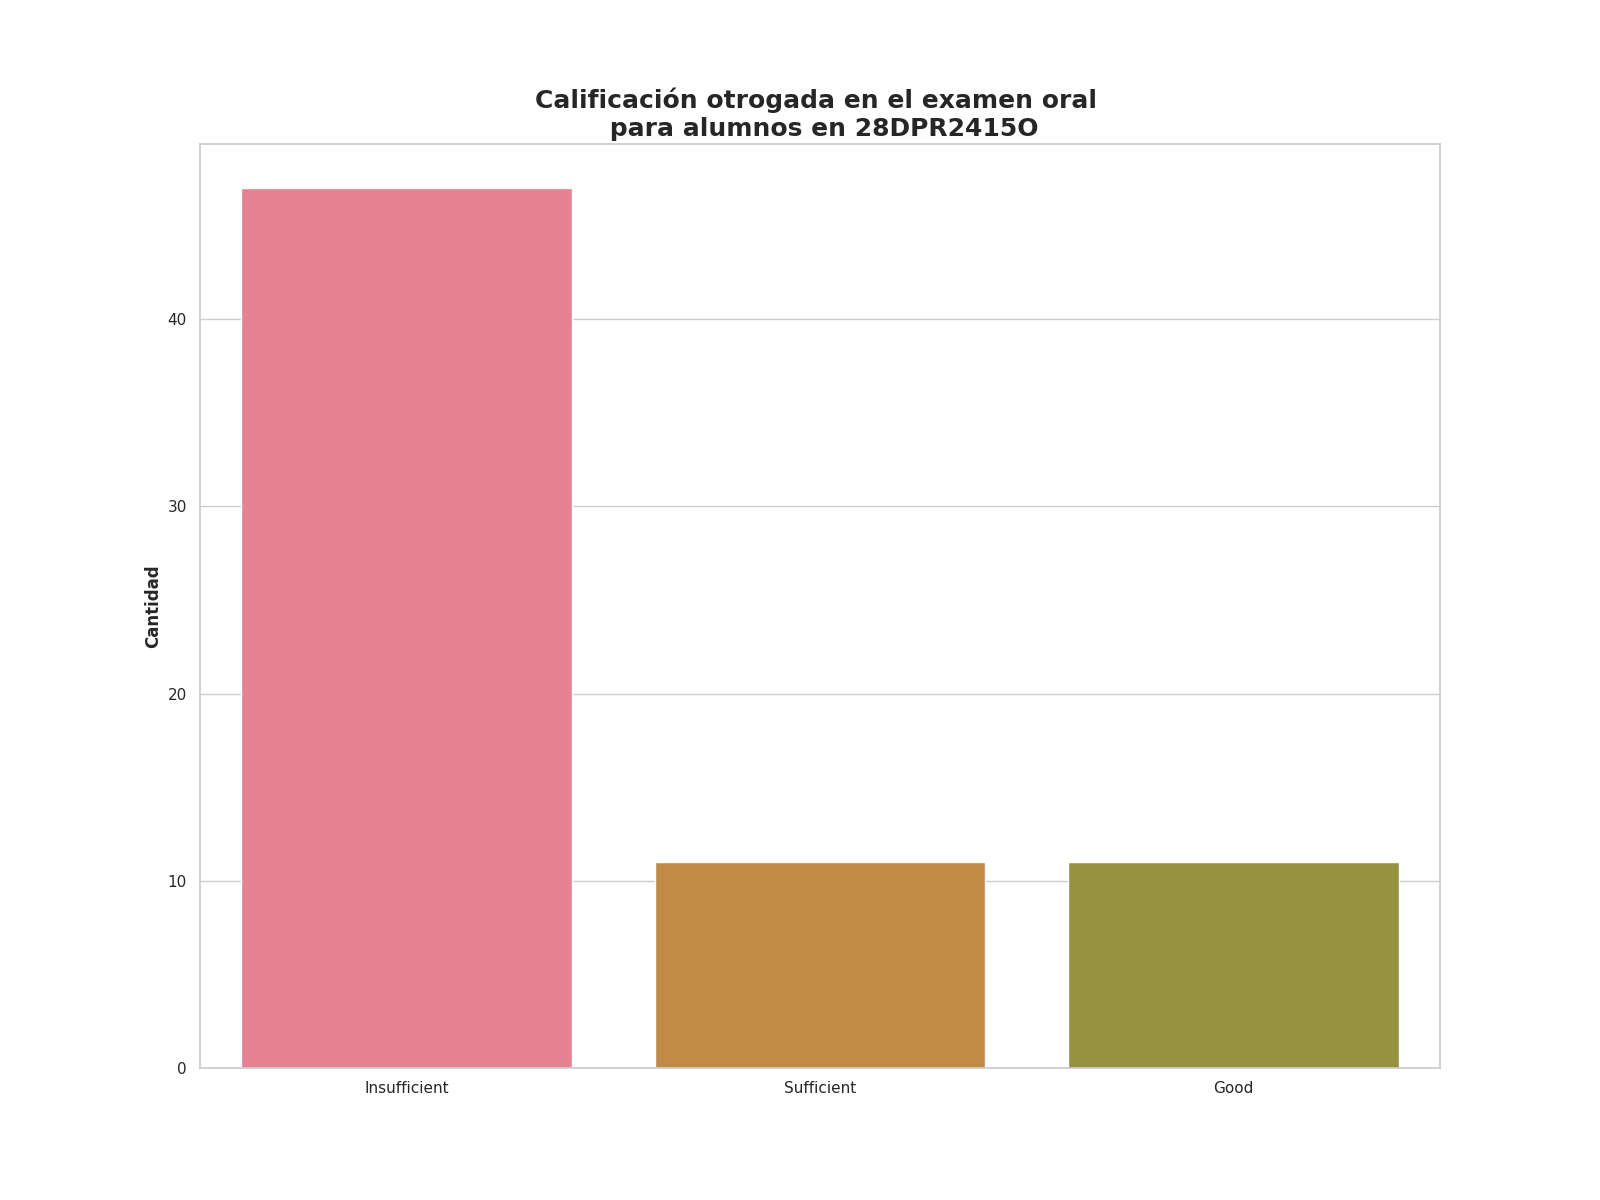 Calificación otrogada en el examen oral
para alumnos en 28DPR2415O
Cantidad
40
30
20
10
0
Insufficient
Sufficient
Good